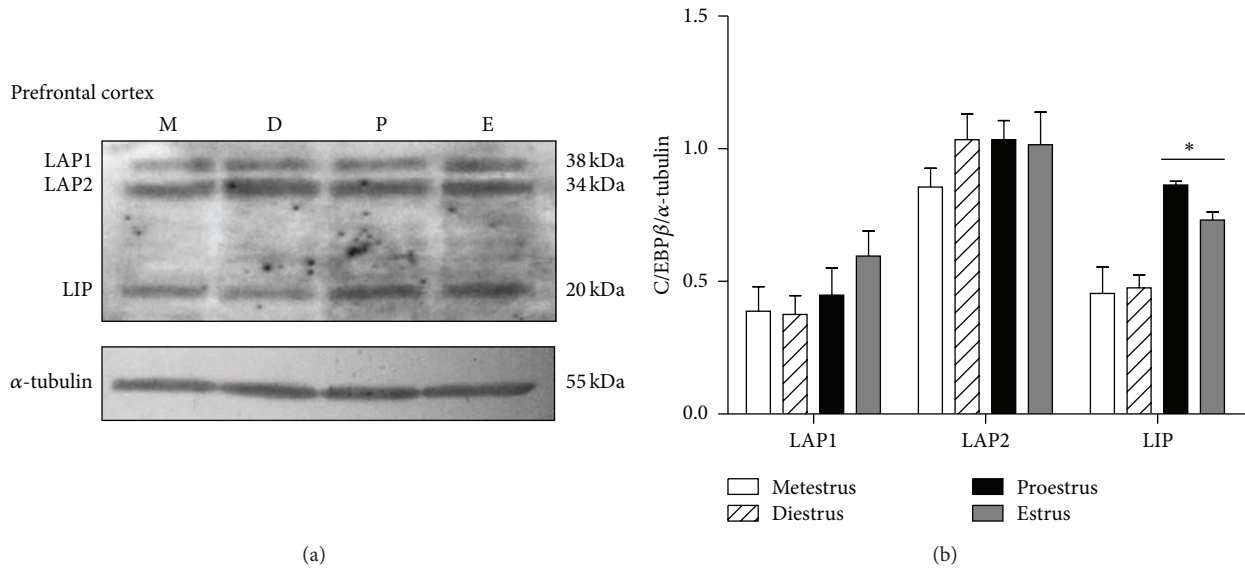 Prefrontal cortex
M D P E
LAP1 38 kDa
LAP2 34 kDa
LIP 20 kDa
α-tubulin 55 kDa
(a)
1.5
1.0
0.5
0.0
C/EBPβ/α-tubulin
*
LAP1 LAP2 LIP
Metestrus Proestrus
Diestrus Estrus
(b)